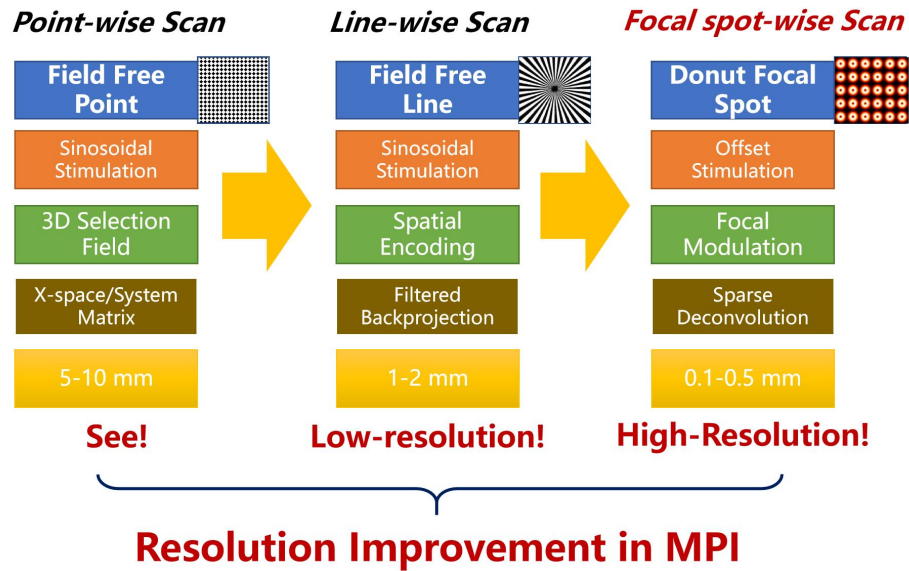 Point-wise Scan
Field Free
Point
Sinosoidal
Stimulation
3D Selection
Field
X-space/System
Matrix
5-10 mm
See!
Line-wise Scan
Field Free
Line
Sinosoidal
Stimulation
Spatial
Encoding
Filtered
Backprojection
1-2 mm
Low-resolution!
Focal spot-wise Scan
Donut Focal
Spot
Offset
Stimulation
Focal
Modulation
Sparse
Deconvolution
0.1-0.5 mm
High-Resolution!
Resolution Improvement in MPI